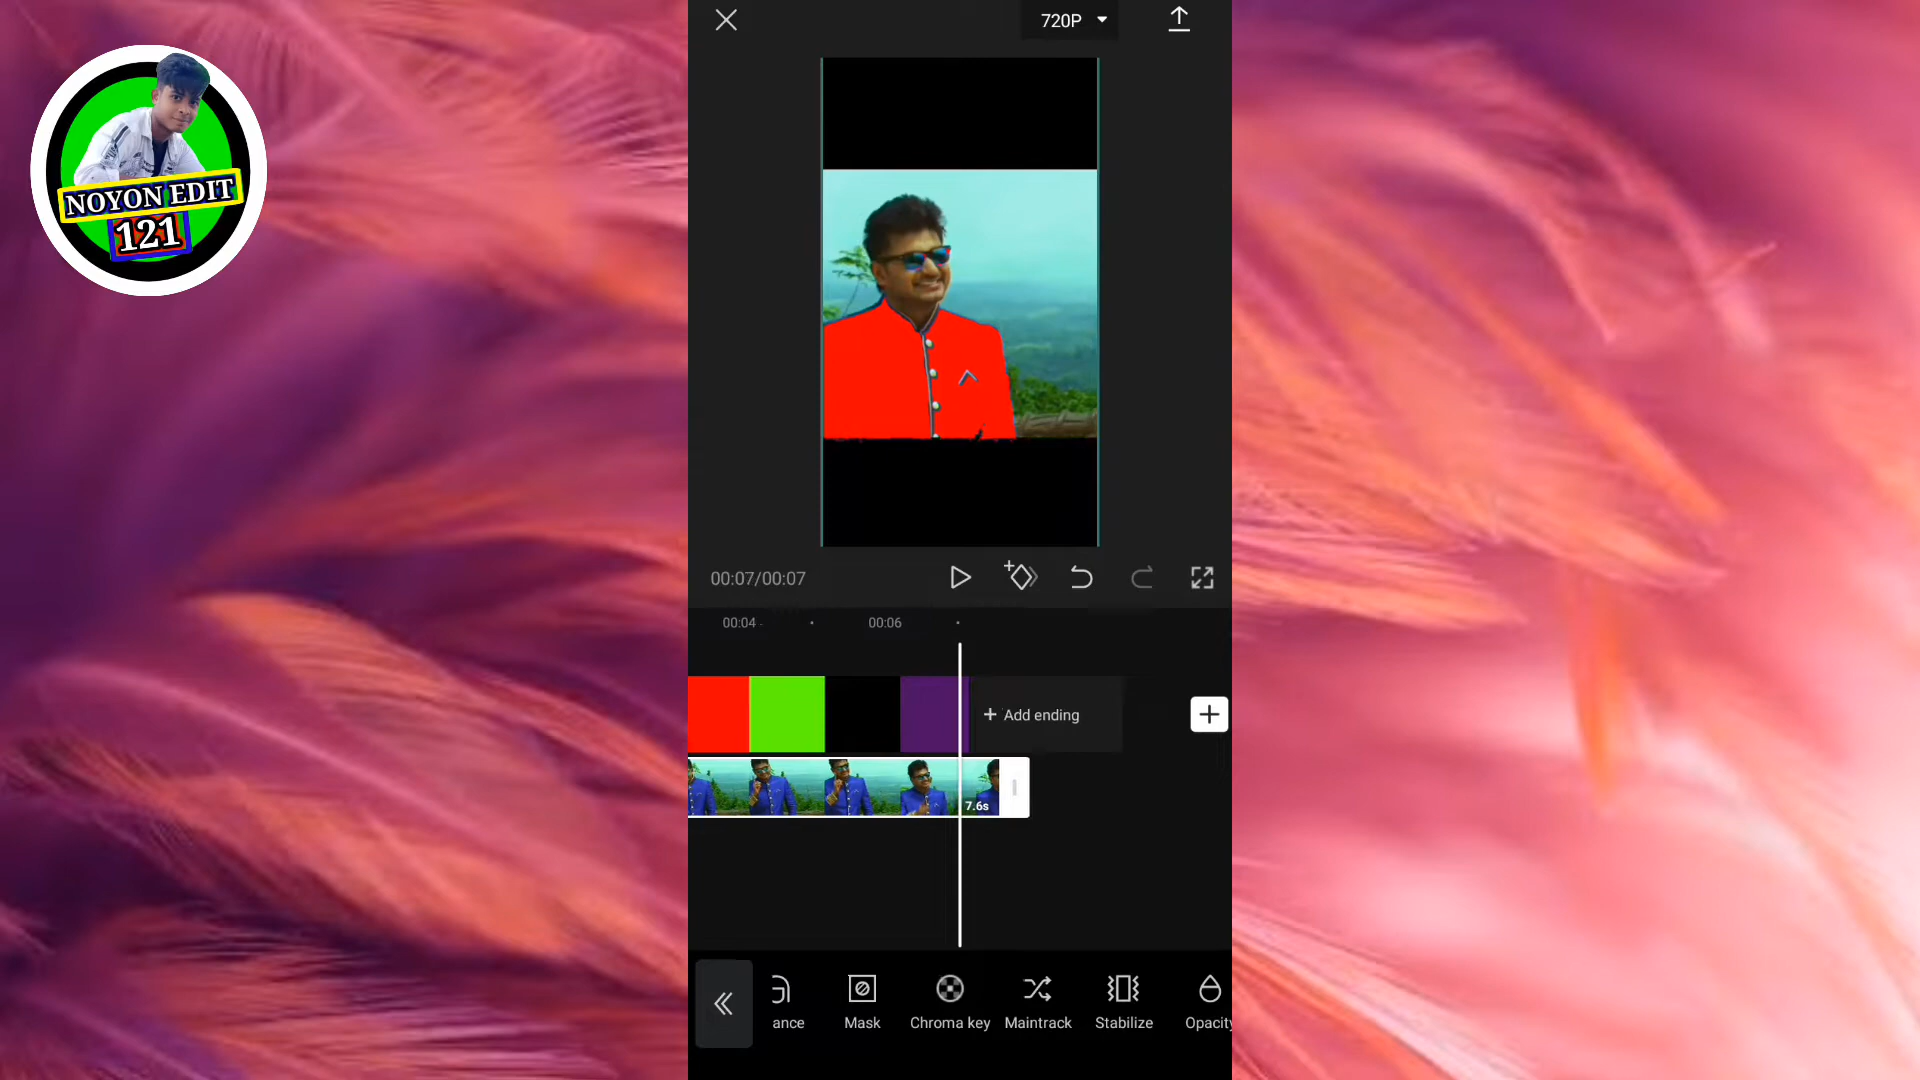 720P
NOYON EDIT
121
00:07/00:07
00:04
00:06
+ Add ending
7.6s
ance
Mask
Chroma key
Maintrack
Stabilize
Opacity